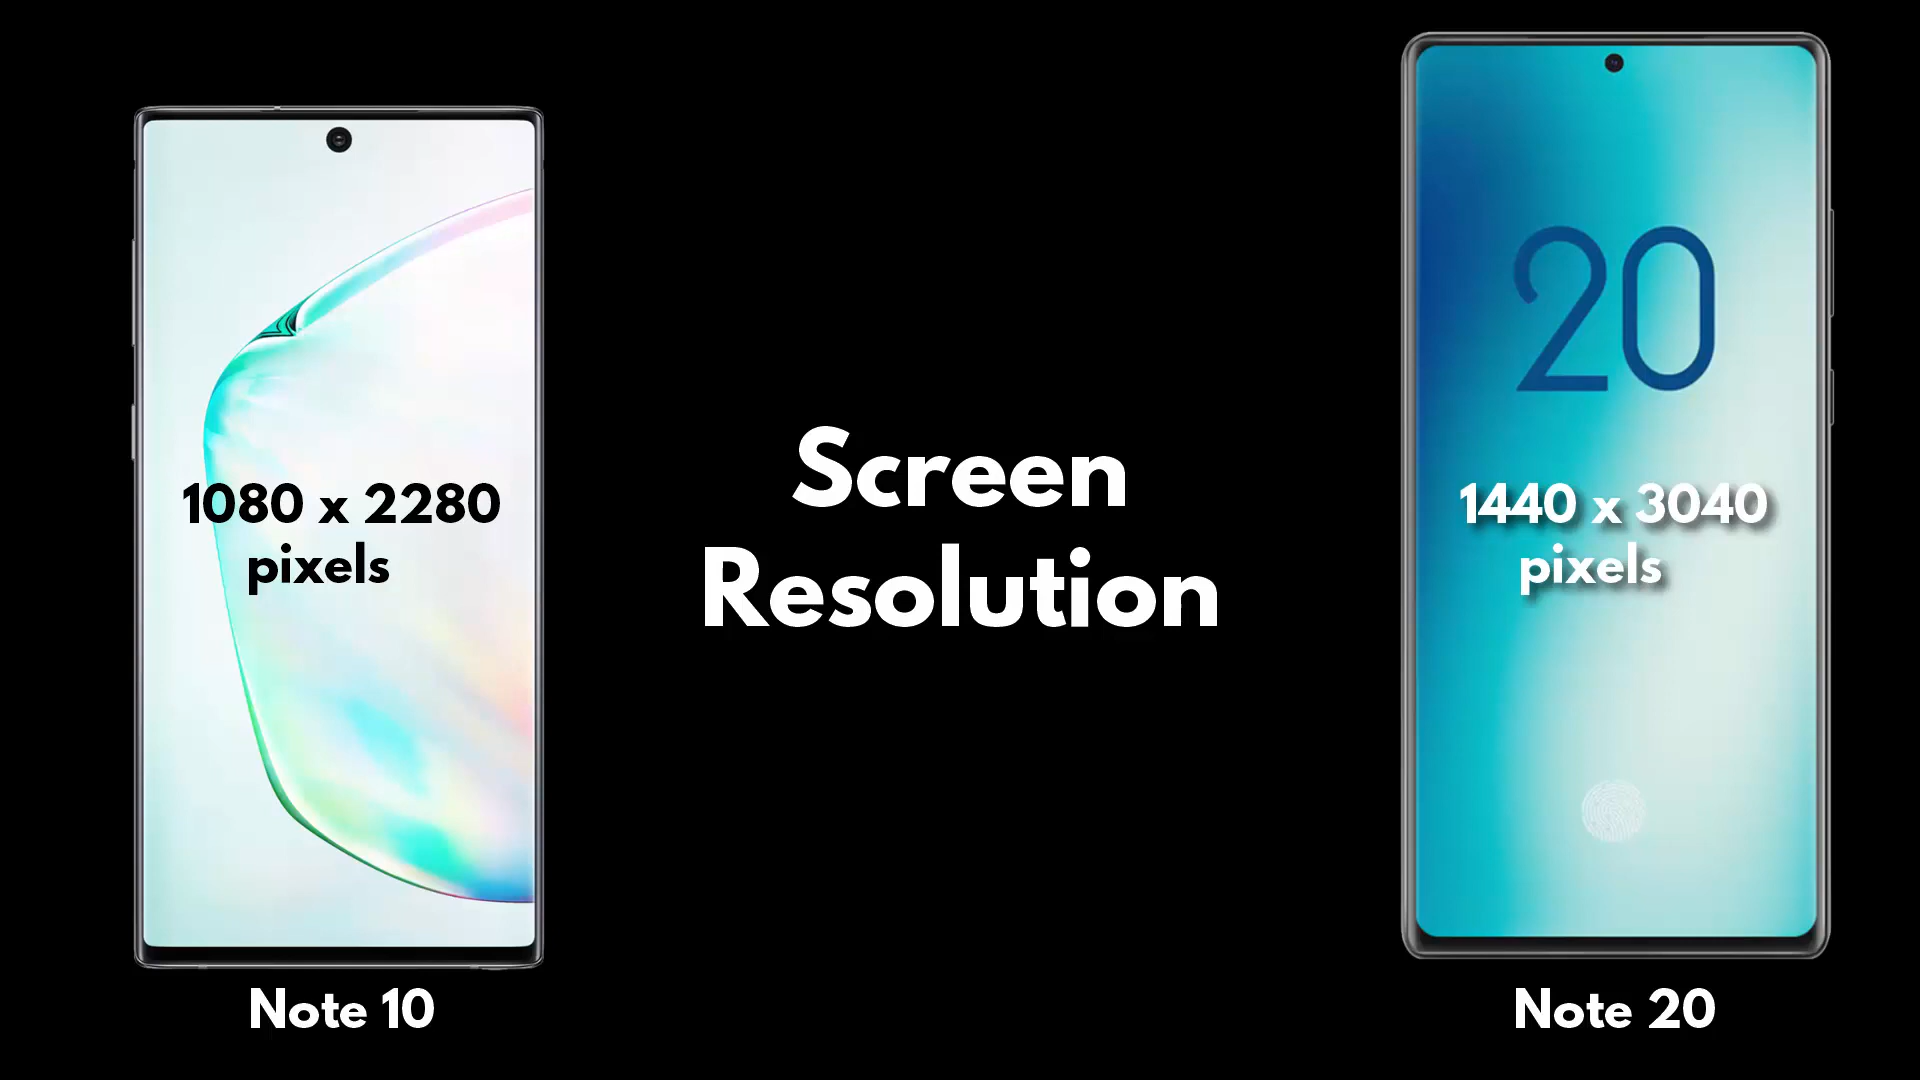 20
1080 x 2280
pixels
Screen
Resolution
1440 x 3040
pixels
Note 10
Note 20